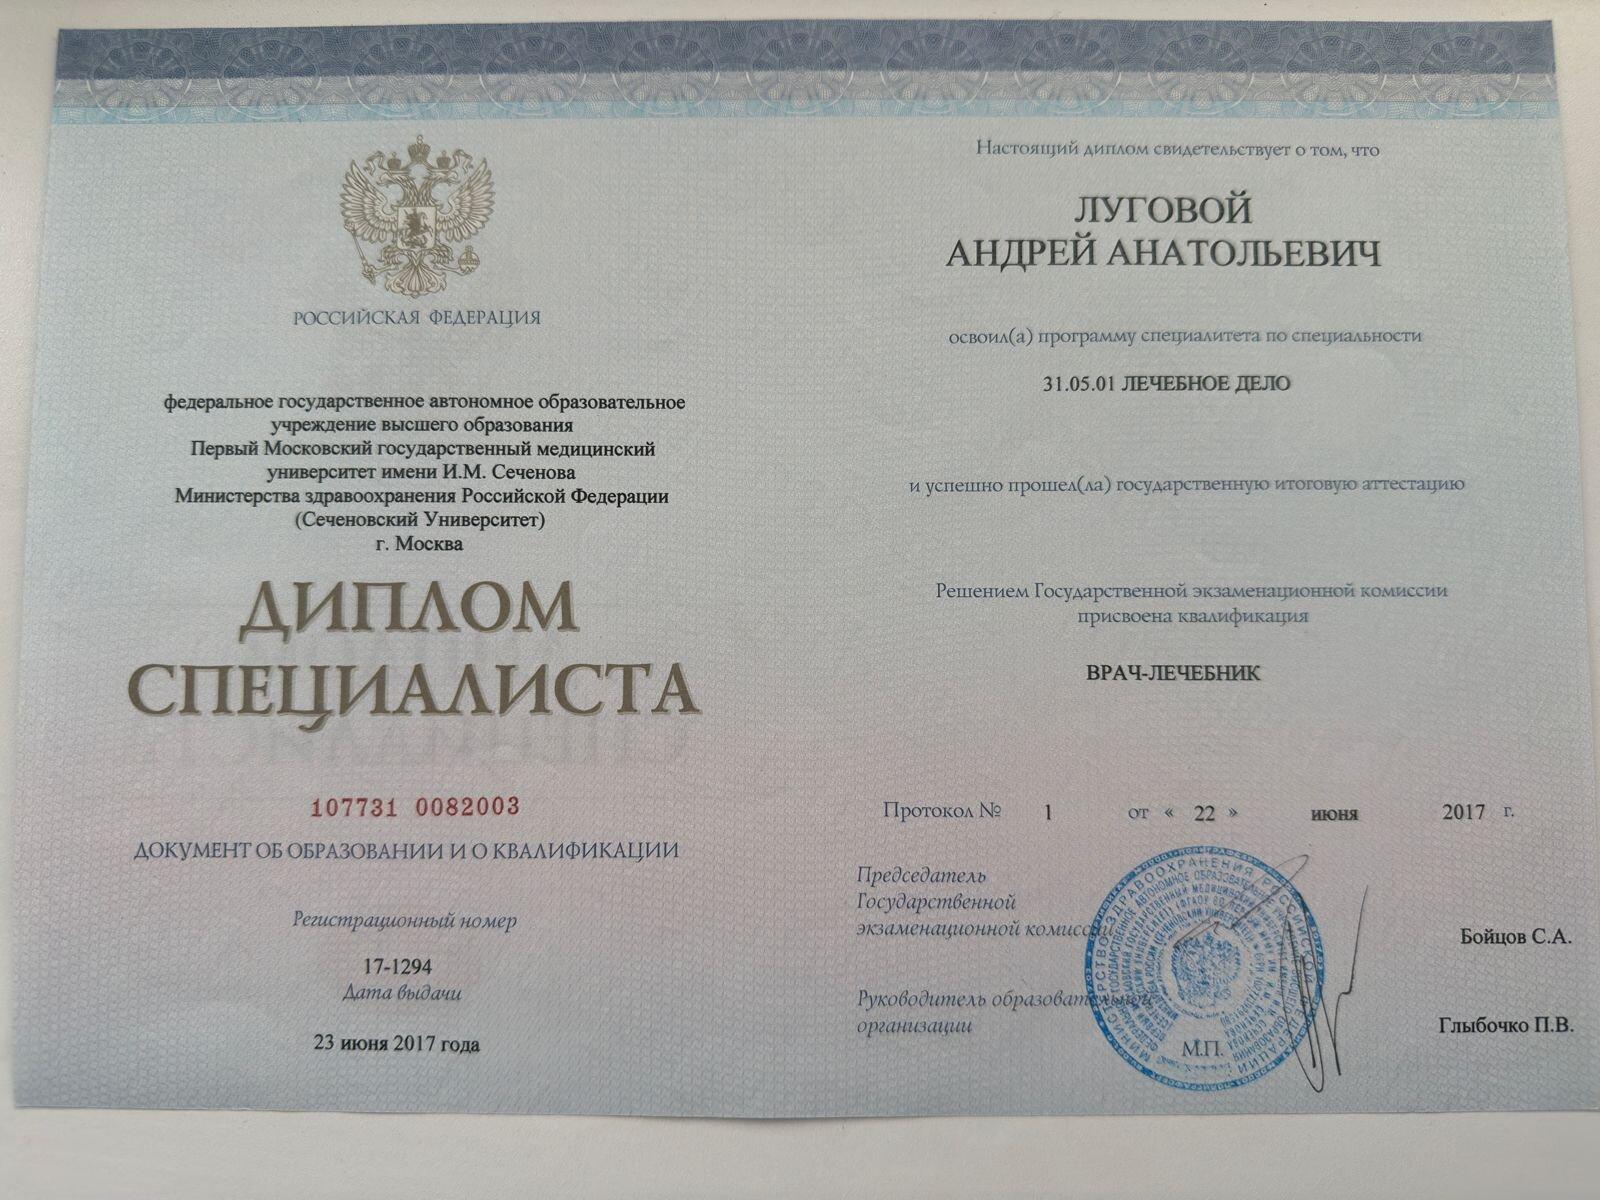 РОССИЙСКАЯ ФЕДЕРАЦИЯ
федеральное государственное автономное образовательное
учреждение высшего образования
Первый Московский государственный медицинский
университет имени И.М. Сеченова
Министерства здравоохранения Российской Федерации
(Сеченовский Университет)
г. Москва
ДИПЛОМ
СПЕЦИАЛИСТА
107731 0082003
ДОКУМЕНТ ОБ ОБРАЗОВАНИИ И О КВАЛИФИКАЦИИ
Регистрационный номер
17-1294
Дата выдачи
23 июня 2017 года
Настоящий диплом свидетельствует о том, что
ЛУГОВОЙ
АНДРЕЙ АНАТОЛЬЕВИЧ
освоил(а) программу специалитета по специальности
31.05.01 ЛЕЧЕБНОЕ ДЕЛО
и успешно прошел(ла) государственную итоговую аттестацию
Решением Государственной экзаменационной комиссии
присвоена квалификация
ВРАЧ-ЛЕЧЕБНИК
Протокол № 1 от « 22 » июня 2017 г.
Председатель
Государственной
экзаменационной комиссии
Бойцов С.А.
Руководитель образовательной
организации
Глыбочко П.В.
М.П.